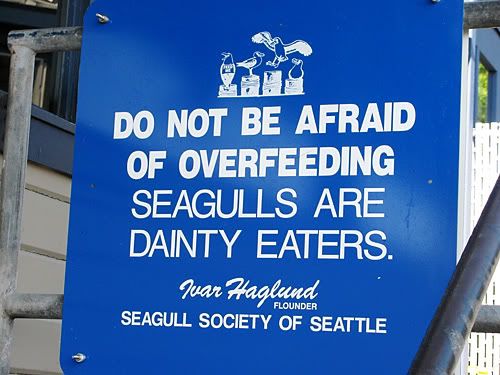 DO NOT BE AFRAID
OF OVERFEEDING
SEAGULLS ARE
DAINTY EATERS.
Ivar Haglund
FLOUNDER
SEAGULL SOCIETY OF SEATTLE